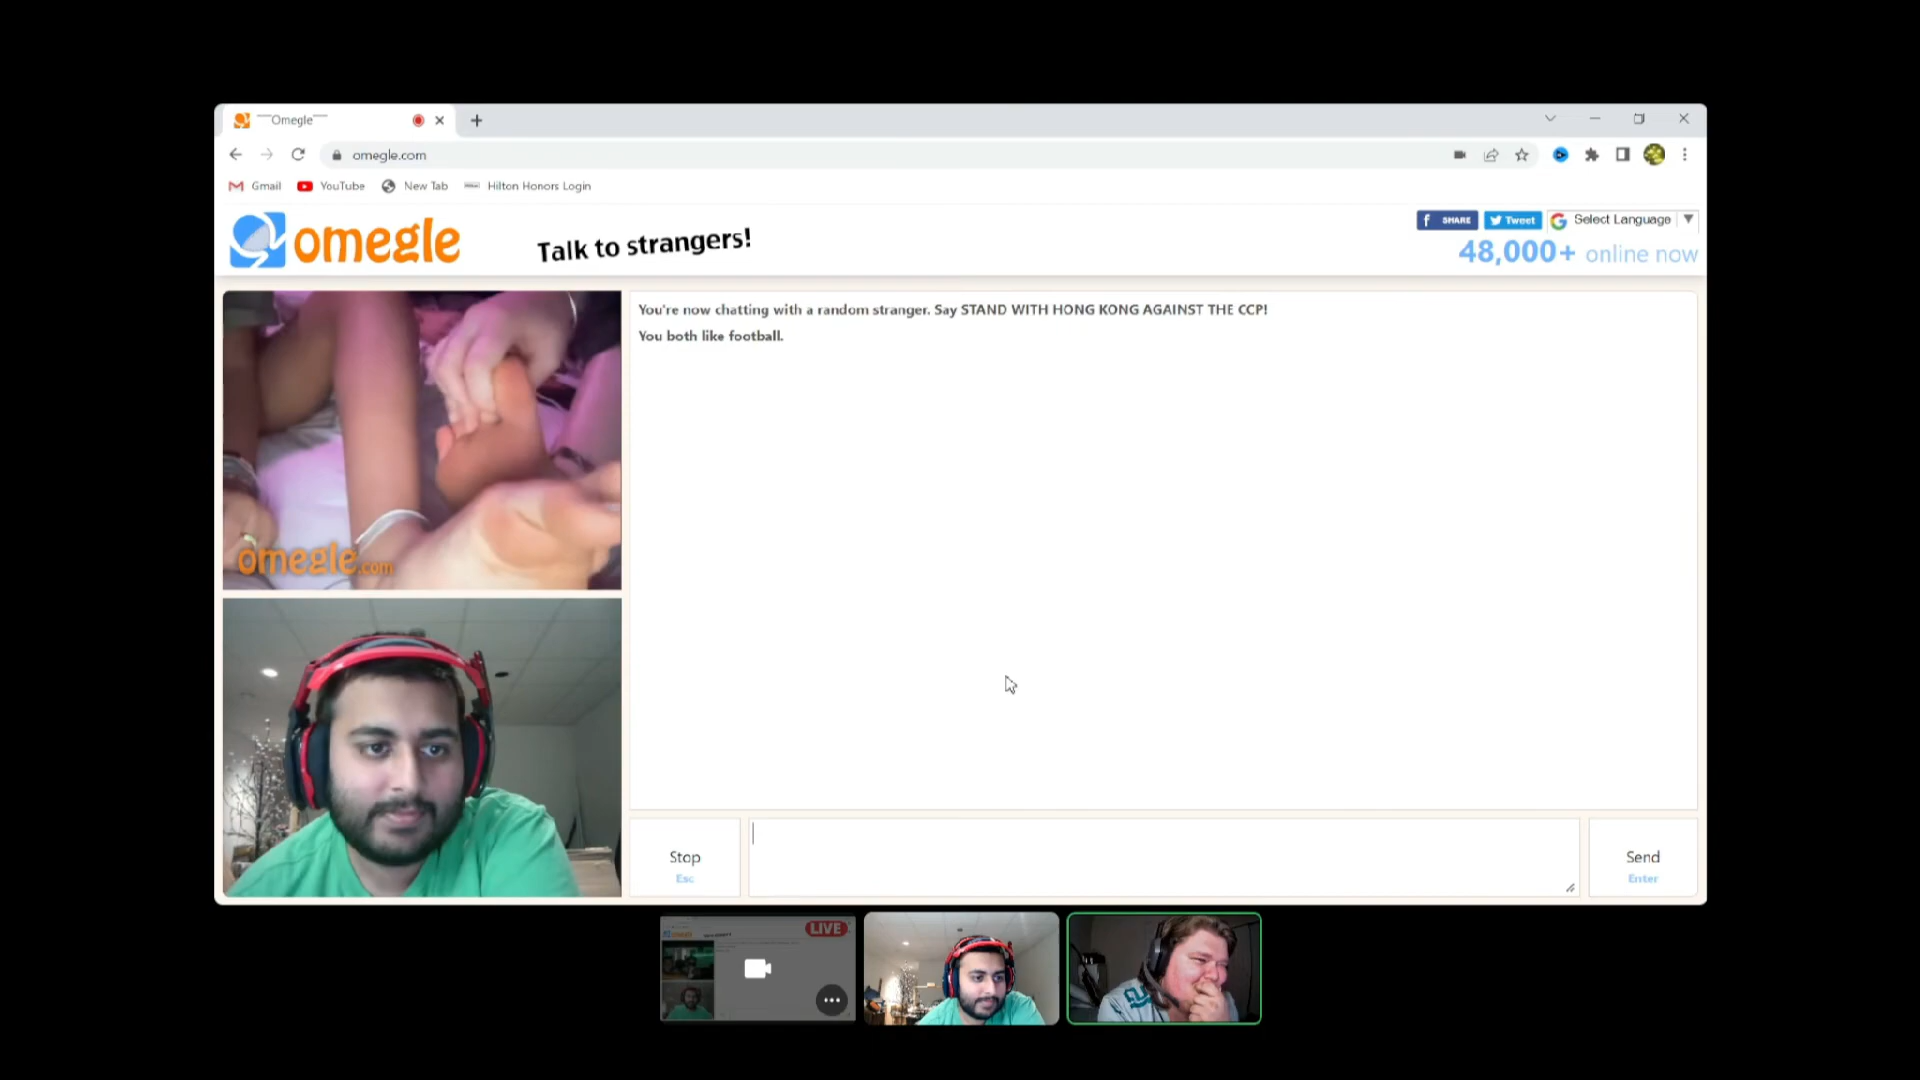 Omegle
omegle.com
Gmail YouTube New Tab Hilton Honors Login
omegle
Talk to strangers!
f SHARE Tweet G Select Language
48,000+ online now
You're now chatting with a random stranger. Say STAND WITH HONG KONG AGAINST THE CCP!
You both like football.
omegle.com
Stop
Esc
Send
Enter
LIVE